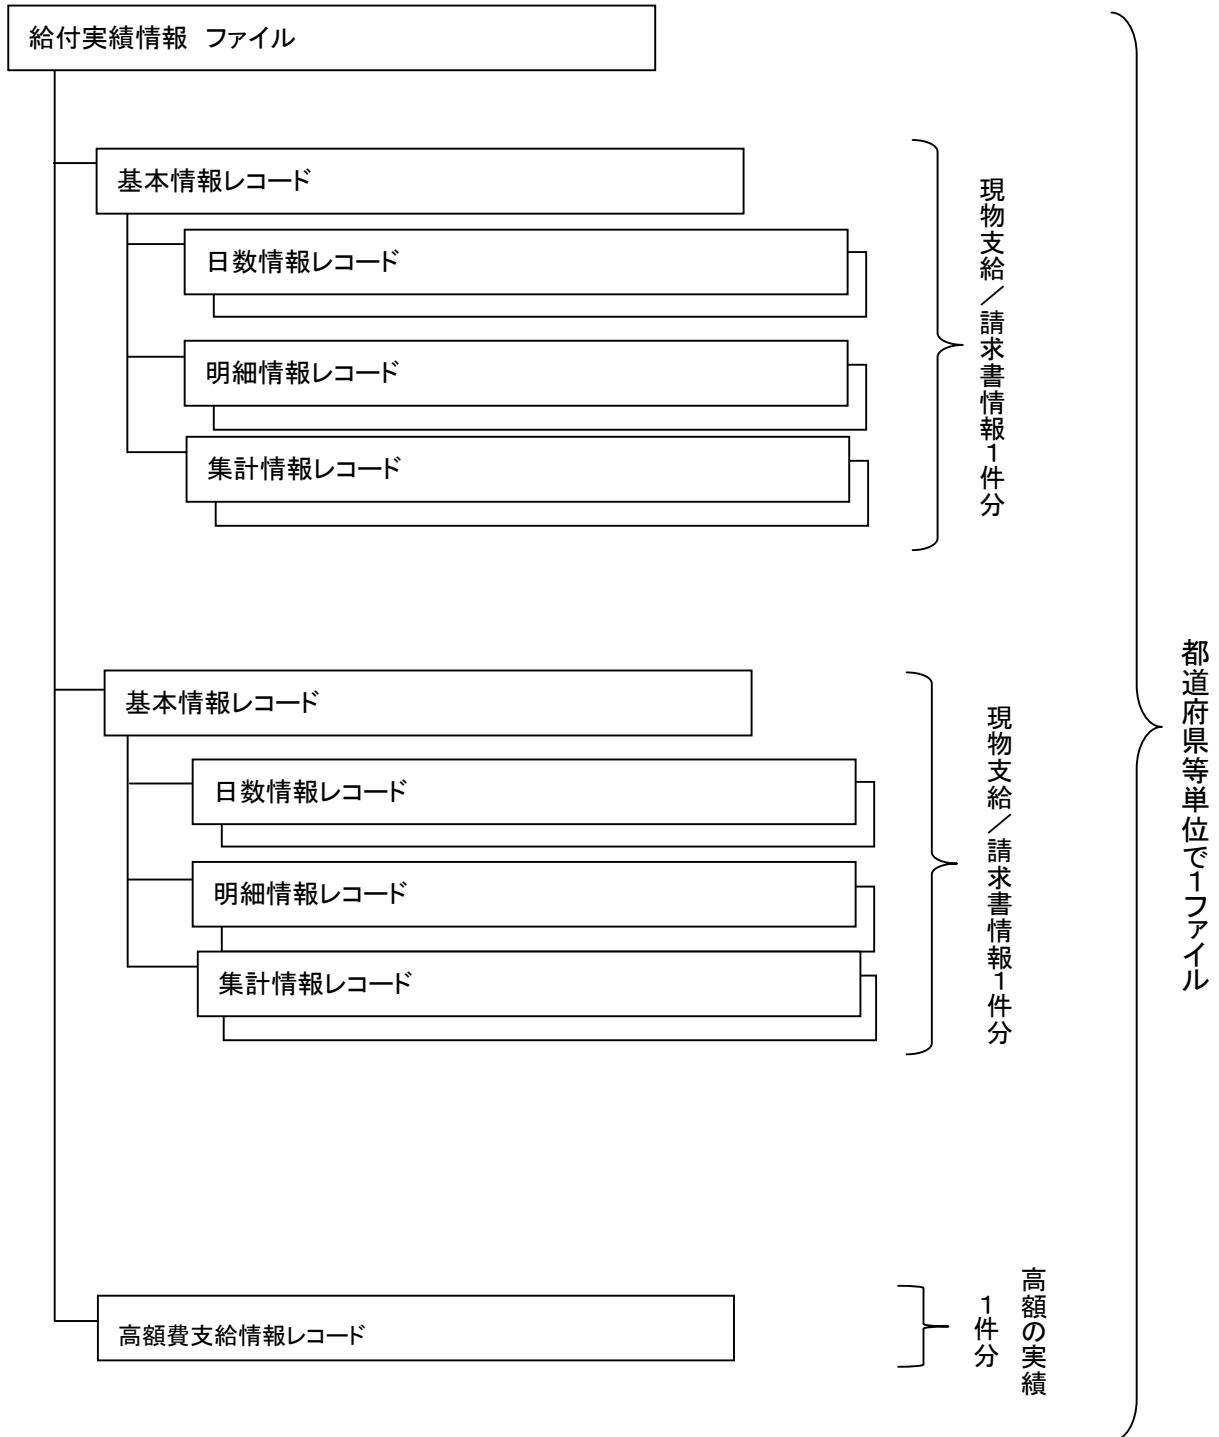 給付実績情報　ファイル
基本情報レコード
日数情報レコード
明細情報レコード
集計情報レコード
現物支給／請求書情報1件分
基本情報レコード
日数情報レコード
明細情報レコード
集計情報レコード
現物支給／請求書情報1件分
高額費支給情報レコード
高額の実績
1件分
都道府県等単位で1ファイル